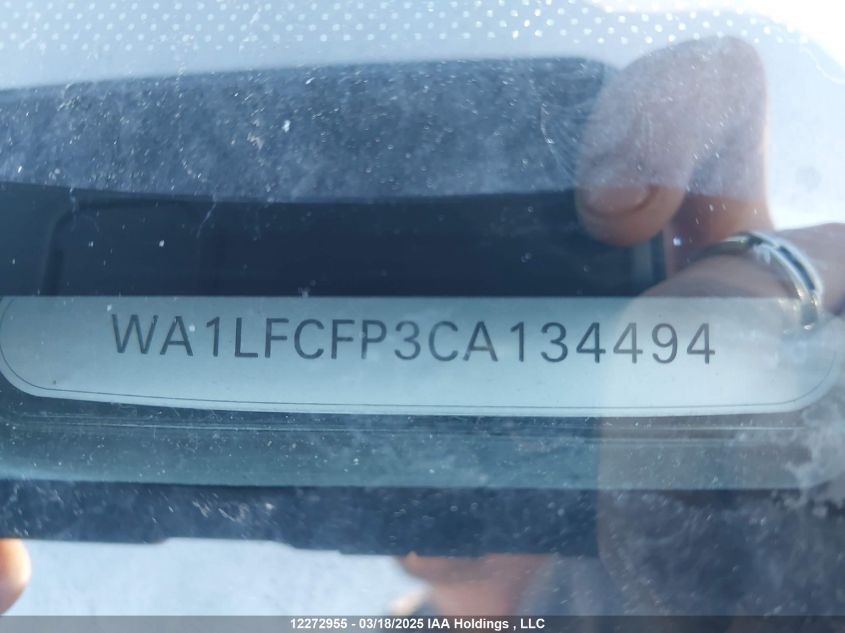 WA1LFCFP3CA134494
12272955 - 03/18/2025 IAA Holdings , LLC